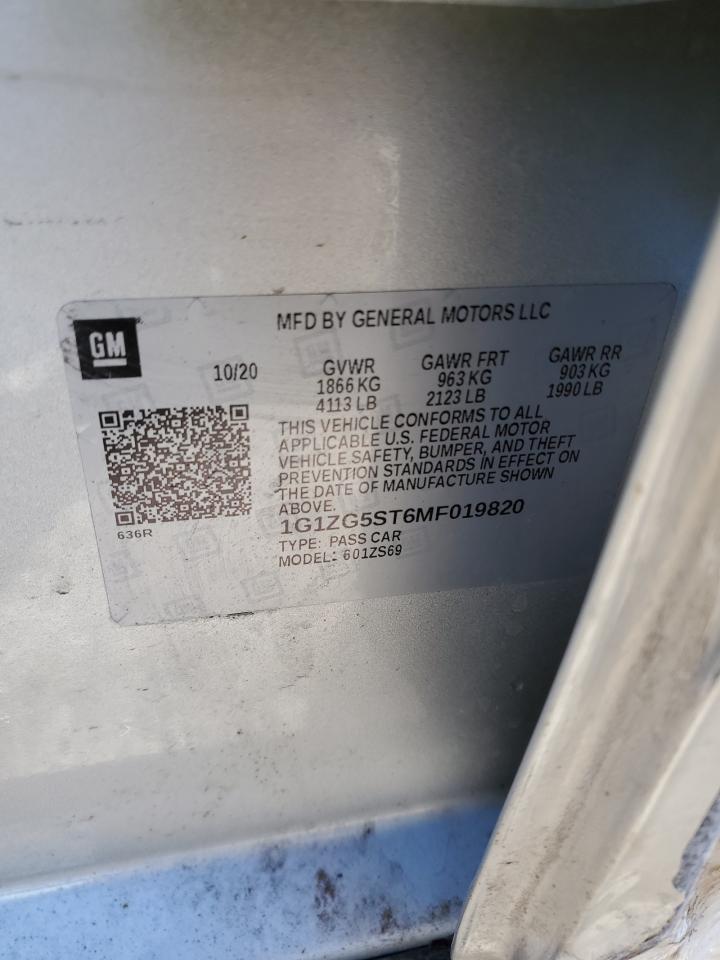 MFD BY GENERAL MOTORS LLC
GM
10/20
GVWR
1866 KG
4113 LB
GAWR FRT
963 KG
2123 LB
GAWR RR
903 KG
1990 LB
THIS VEHICLE CONFORMS TO ALL
APPLICABLE U.S. FEDERAL MOTOR
VEHICLE SAFETY, BUMPER, AND THEFT
PREVENTION STANDARDS IN EFFECT ON
THE DATE OF MANUFACTURE SHOWN
ABOVE.
1G1ZG5ST6MF019820
636R
TYPE: PASS CAR
MODEL: 601ZS69